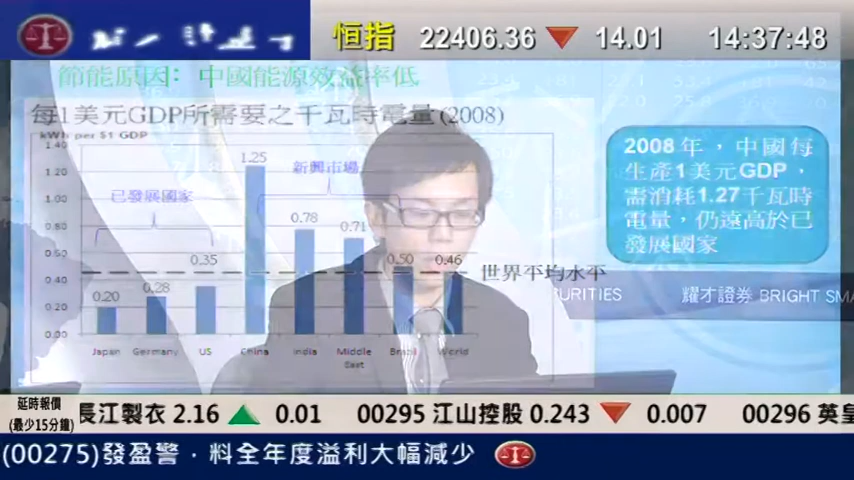 恒指 22406.36 14.01 14:37:48
節能原因：中國能源效益率低
每1美元GDP所需要之千瓦時電量(2008)
kWh per $1 GDP
1.40
1.20
1.00
0.80
0.60
0.40
0.20
0.00
已發展國家
新興市場
0.20
0.28
0.35
1.25
0.78
0.71
0.50
0.46
世界平均水平
Japan Germany US China India Middle East Brazil World
2008年，中國每
生產1美元GDP，
需消耗1.27千瓦時
電量，仍遠高於已
發展國家
URITIES 耀才證券 BRIGHT SMA
延時報價
(最少15分鐘)
長江製衣 2.16 0.01 00295 江山控股 0.243 0.007 00296 英皇
(00275)發盈警．料全年度溢利大幅減少